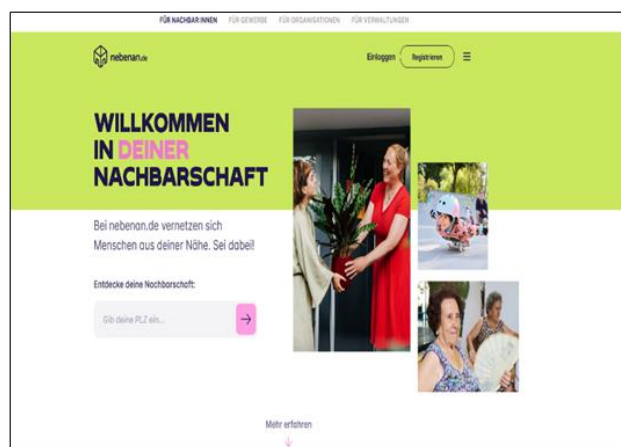 FÜR NACHBAR:INNEN FÜR GEWERBE FÜR ORGANISATIONEN FÜR VERWALTUNGEN
nebenan.de Einloggen Registrieren
WILLKOMMEN
IN DEINER
NACHBARSCHAFT
Bei nebenan.de vernetzen sich
Menschen aus deiner Nähe. Sei dabei!
Entdecke deine Nachbarschaft:
Gib deine PLZ ein...
Mehr erfahren